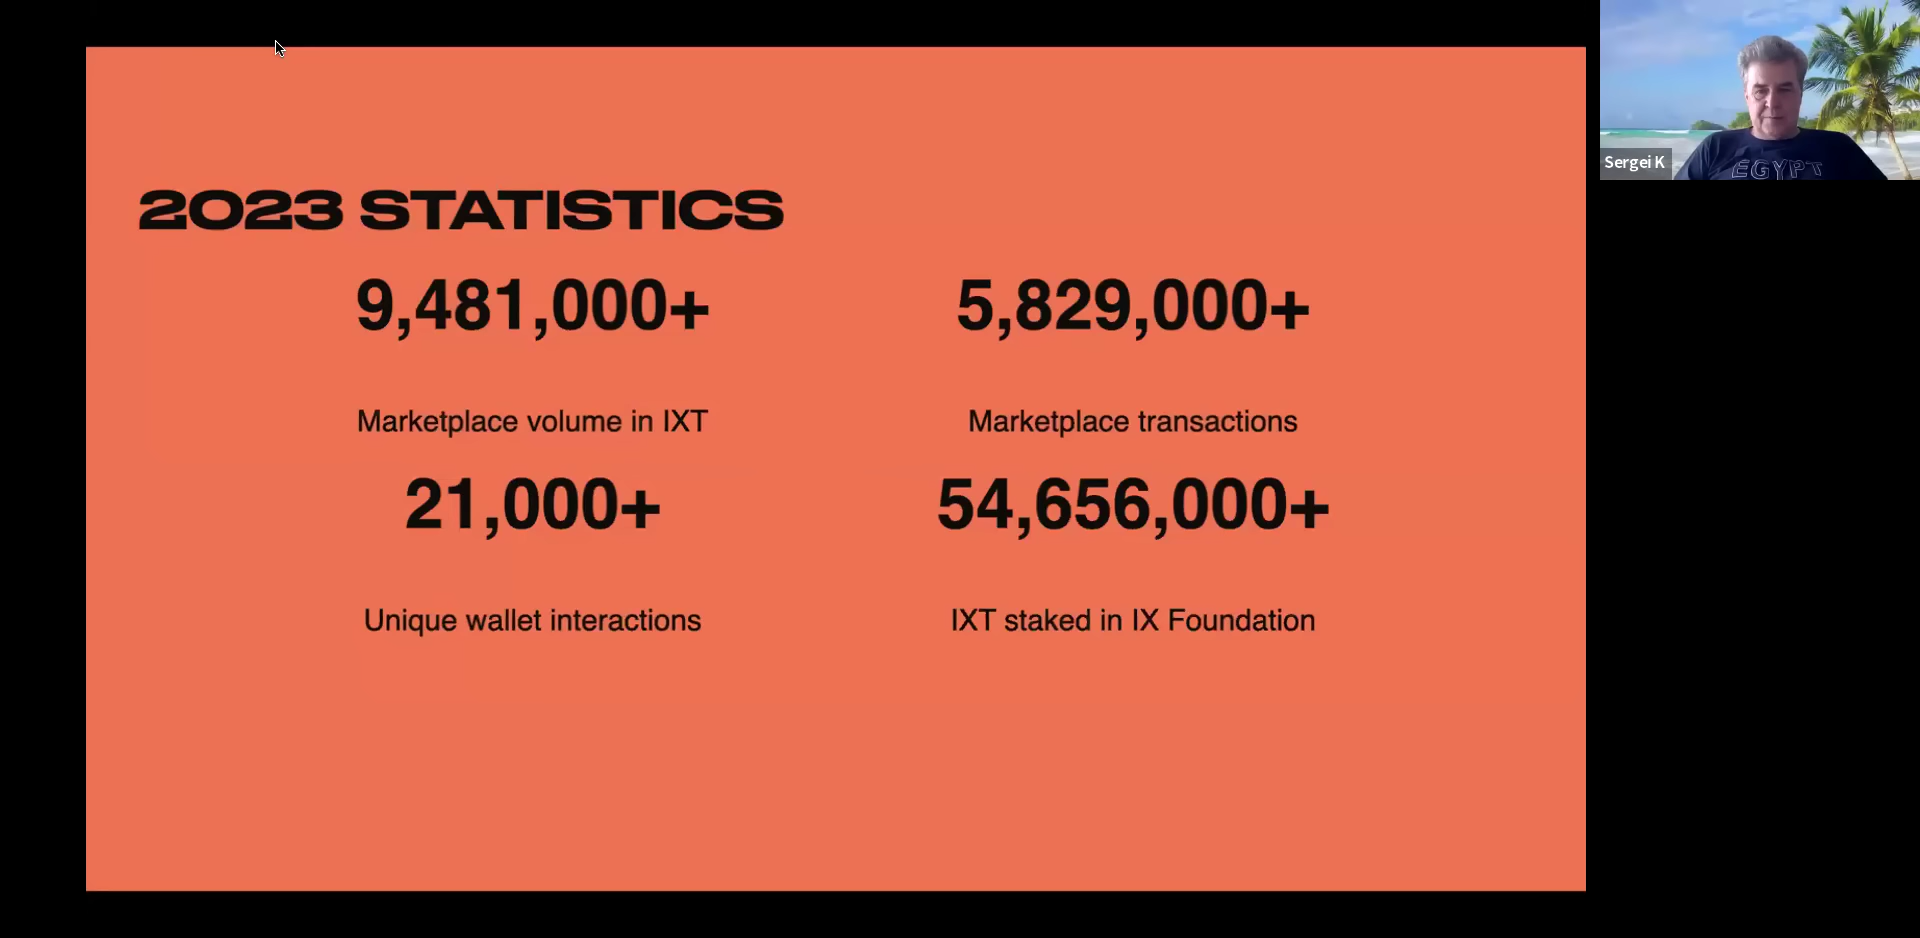 2023 STATISTICS
9,481,000+
5,829,000+
Marketplace volume in IXT
Marketplace transactions
21,000+
54,656,000+
Unique wallet interactions
IXT staked in IX Foundation
Sergei K
EGYPT